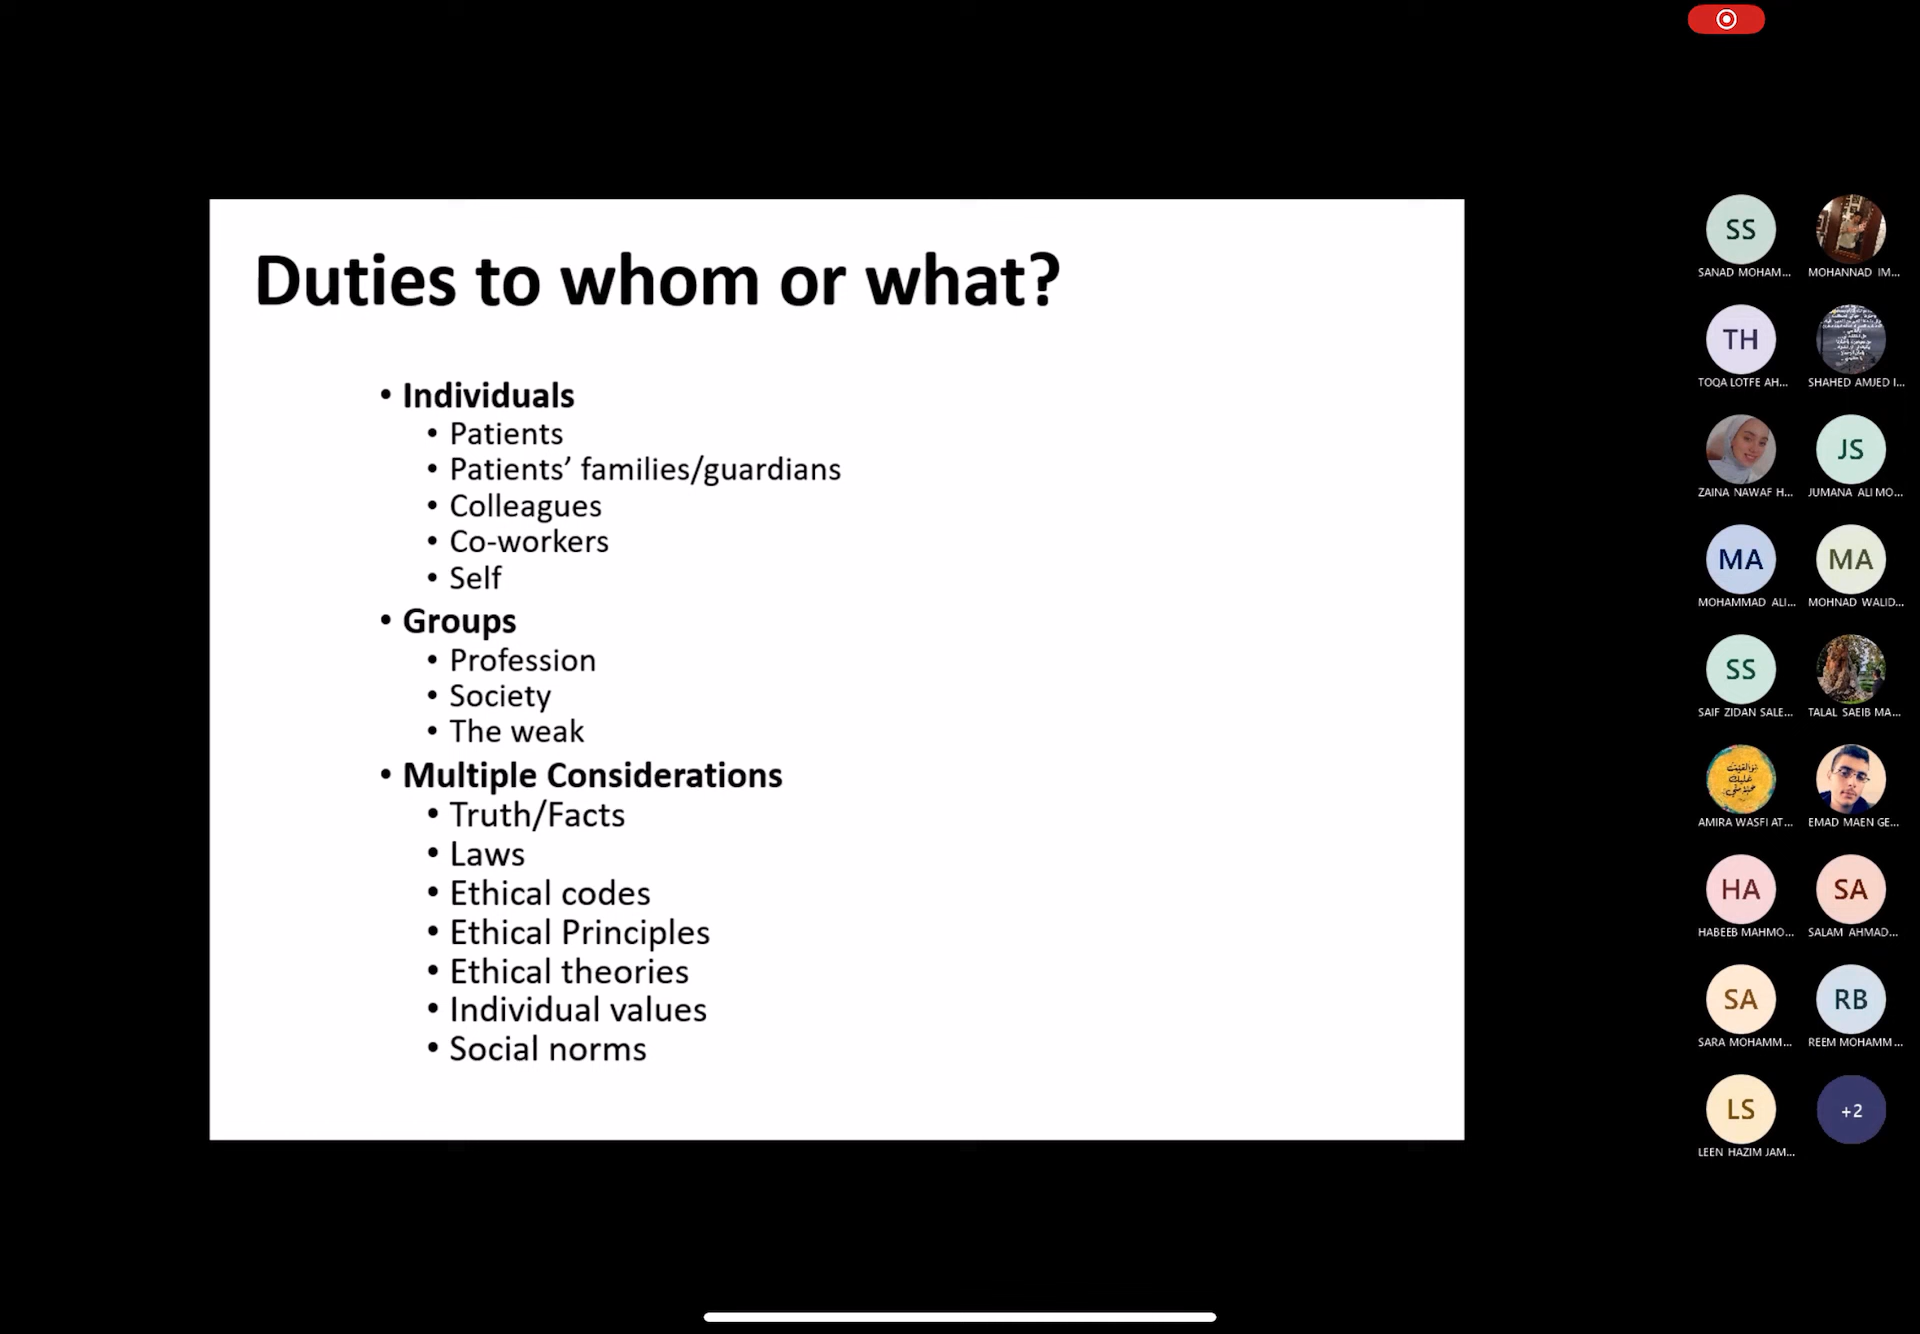 Duties to whom or what?
• Individuals
• Patients
• Patients’ families/guardians
• Colleagues
• Co-workers
• Self
• Groups
• Profession
• Society
• The weak
• Multiple Considerations
• Truth/Facts
• Laws
• Ethical codes
• Ethical Principles
• Ethical theories
• Individual values
• Social norms
SS
SANAD MOHAM...
MOHANNAD IM...
TH
TOQA LOTFE AH...
SHAHED AMJED I...
ZAINA NAWAF H...
JS
JUMANA ALI MO...
MA
MOHAMMAD ALI...
MA
MOHNAD WALID...
SS
SAIF ZIDAN SALE...
TALAL SAEIB MA...
AMIRA WASFI AT...
EMAD MAEN GE...
HA
HABEEB MAHMO...
SA
SALAM AHMAD...
SA
SARA MOHAMM...
RB
REEM MOHAMM...
LS
LEEN HAZIM JAM...
+2